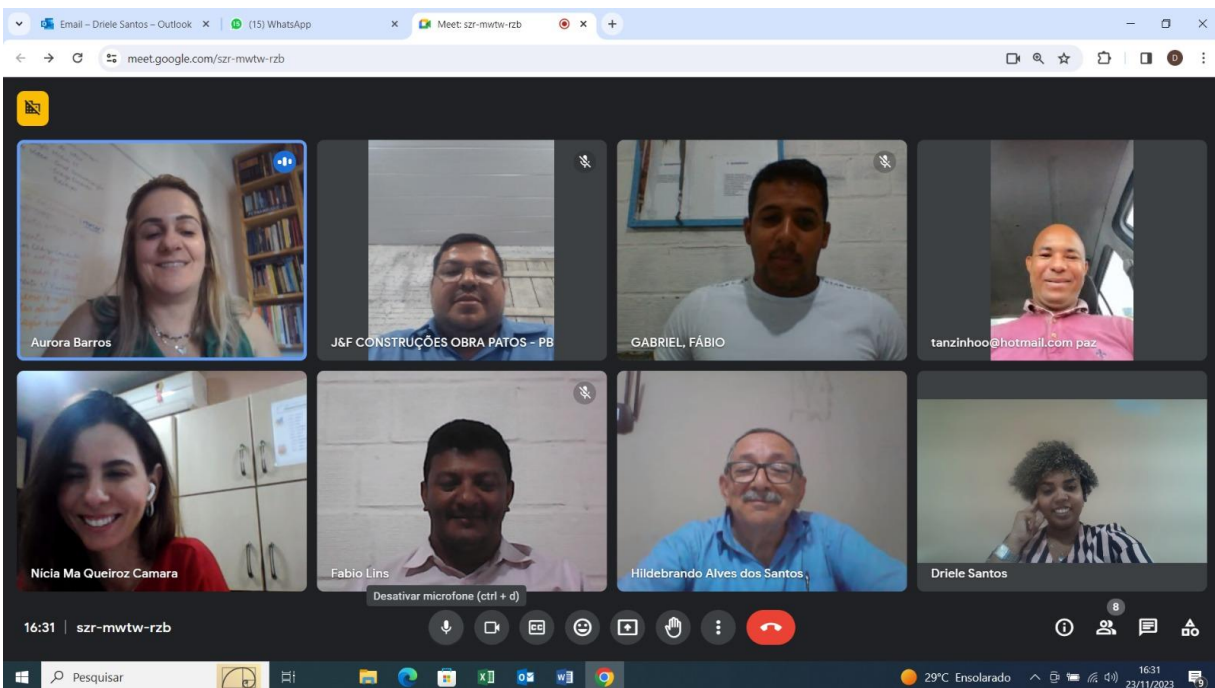 Email – Driele Santos – Outlook
(15) WhatsApp
Meet: szr-mwtw-rzb
meet.google.com/szr-mwtw-rzb
D
Aurora Barros
J&F CONSTRUÇÕES OBRA PATOS - PB
GABRIEL, FÁBIO
tanzinhoo@hotmail.com paz
Nícia Ma Queiroz Camara
Fabio Lins
Hildebrando Alves dos Santos
Driele Santos
Desativar microfone (ctrl + d)
8
16:31 | szr-mwtw-rzb
CC
Pesquisar
29°C Ensolarado
16:31
23/11/2023
9